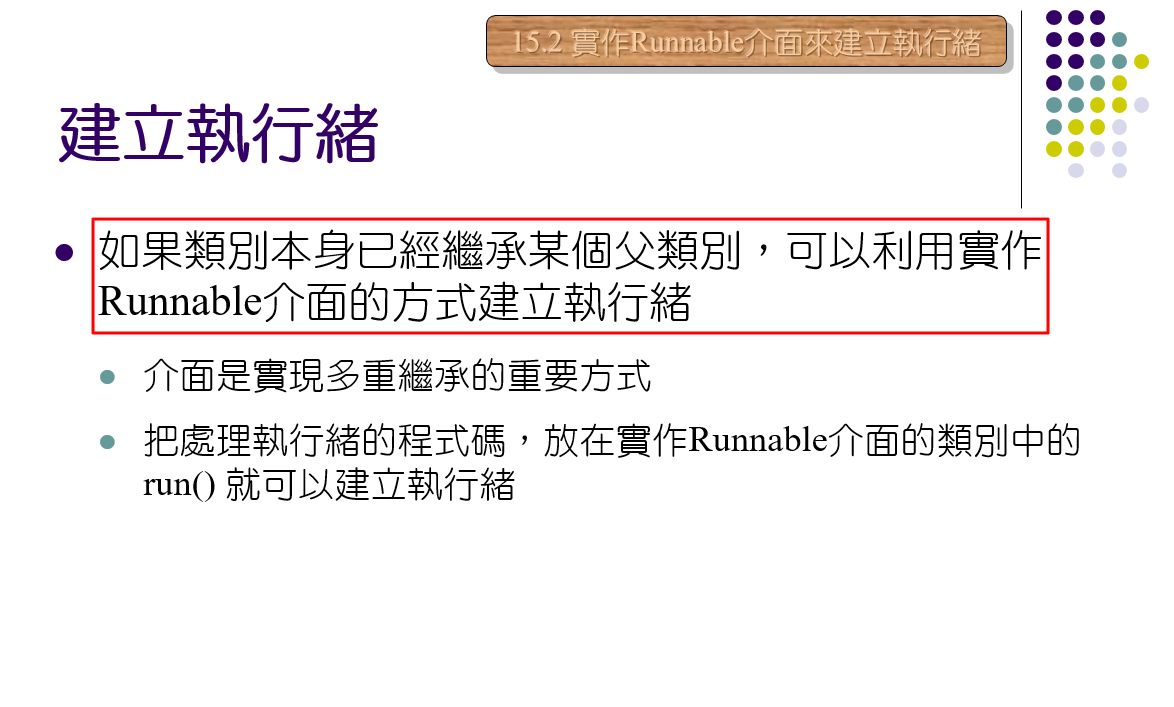 15.2 實作Runnable介面來建立執行緒
建立執行緒
如果類別本身已經繼承某個父類別，可以利用實作
Runnable介面的方式建立執行緒
介面是實現多重繼承的重要方式
把處理執行緒的程式碼，放在實作Runnable介面的類別中的
run() 就可以建立執行緒